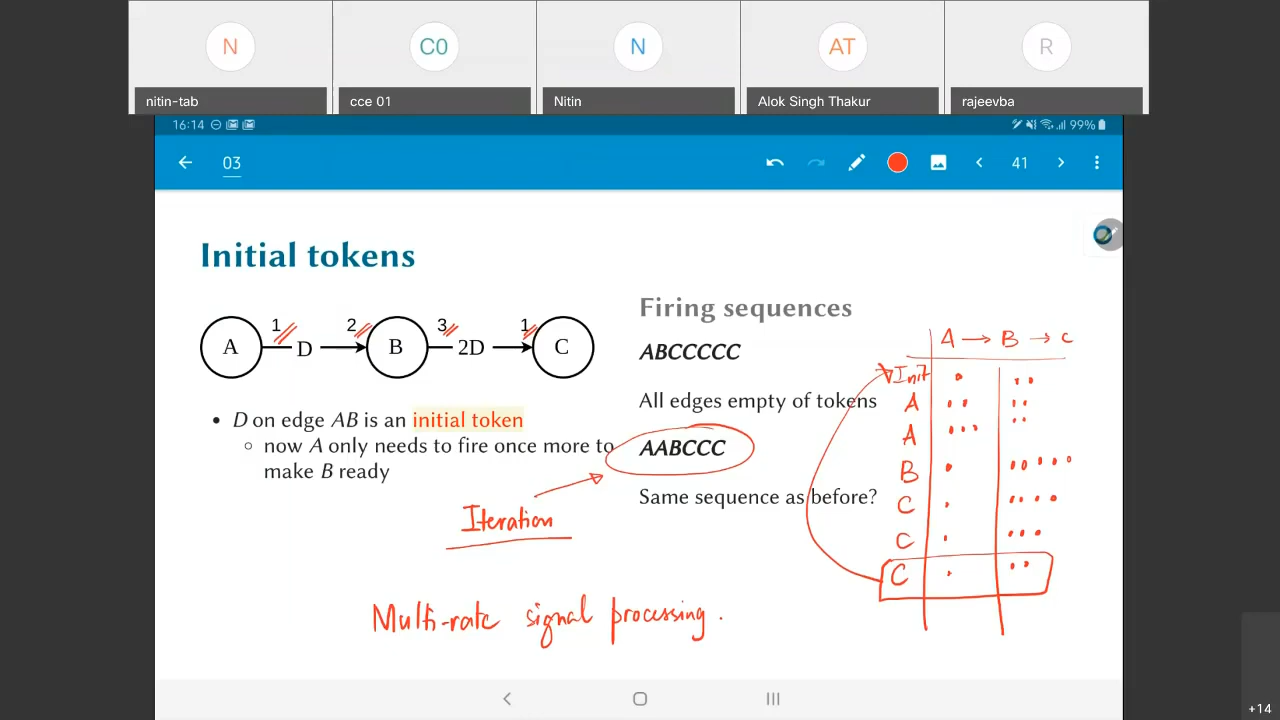 N
C0
N
AT
R
nitin-tab
cce 01
Nitin
Alok Singh Thakur
rajeevba
16:14
99%
03
41
Initial tokens
A 1 D 2 B 3 2D 1 C
• D on edge AB is an initial token
◦ now A only needs to fire once more to
make B ready
Iteration
Multi-rate signal processing.
Firing sequences
ABCCCCC
All edges empty of tokens
AABCCC
Same sequence as before?
A → B → C
Init
A
A
B
C
C
C
+14